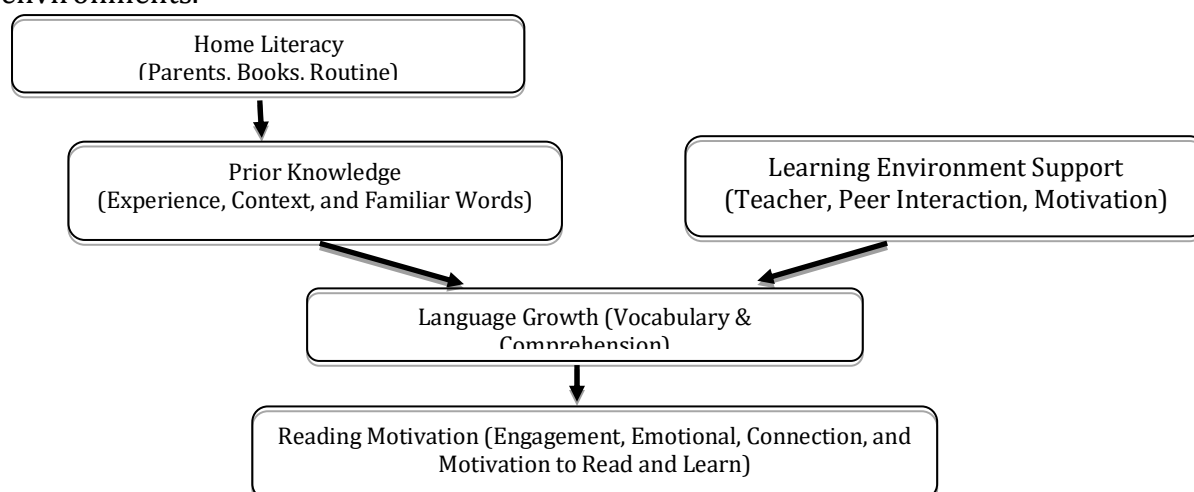 environments.
Home Literacy
(Parents, Books, Routine)
Prior Knowledge
(Experience, Context, and Familiar Words)
Learning Environment Support
(Teacher, Peer Interaction, Motivation)
Language Growth (Vocabulary &
Comprehension)
Reading Motivation (Engagement, Emotional, Connection, and
Motivation to Read and Learn)